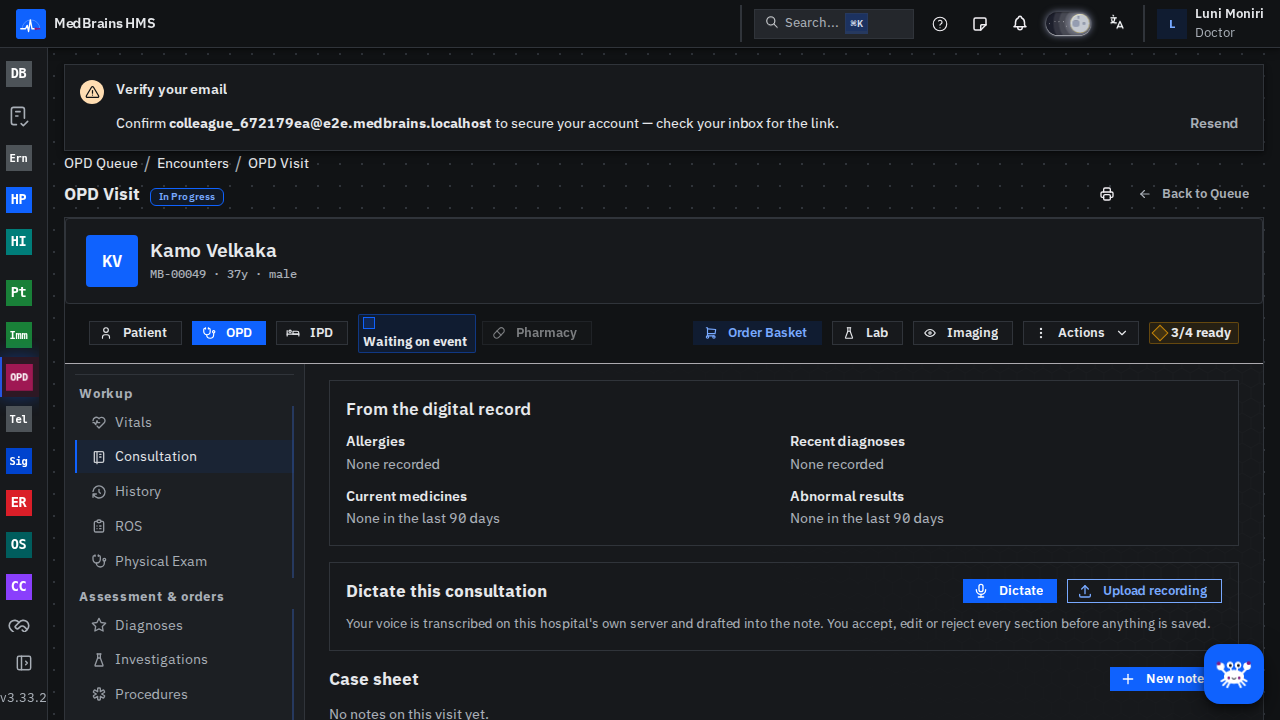 MedBrains HMS
Search... ⌘K
L
Luni Moniri
Doctor
DB
Ern
HP
HI
Pt
Imm
OPD
Tel
Sig
ER
OS
CC
v3.33.2
Verify your email
Confirm colleague_672179ea@e2e.medbrains.localhost to secure your account — check your inbox for the link.
Resend
OPD Queue / Encounters / OPD Visit
OPD Visit In Progress
Back to Queue
KV
Kamo Velkaka
MB-00049 · 37y · male
Patient
OPD
IPD
Waiting on event
Pharmacy
Order Basket
Lab
Imaging
Actions
3/4 ready
Workup
Vitals
Consultation
History
ROS
Physical Exam
Assessment & orders
Diagnoses
Investigations
Procedures
From the digital record
Allergies
None recorded
Recent diagnoses
None recorded
Current medicines
None in the last 90 days
Abnormal results
None in the last 90 days
Dictate this consultation
Dictate
Upload recording
Your voice is transcribed on this hospital's own server and drafted into the note. You accept, edit or reject every section before anything is saved.
Case sheet
New note
No notes on this visit yet.